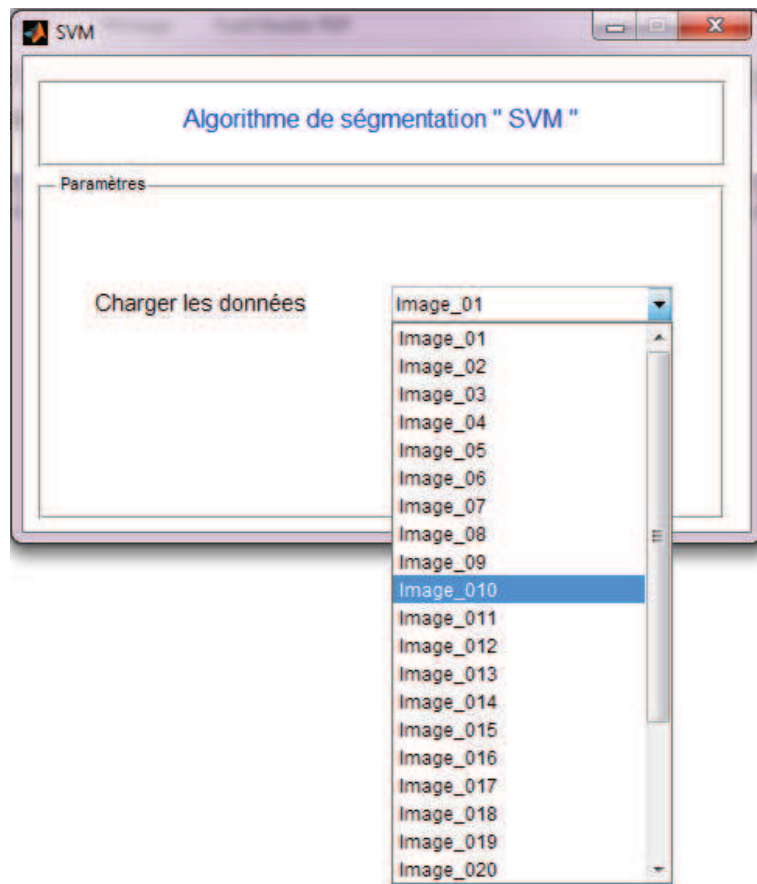 SVM
Algorithme de ségmentation " SVM "
Paramètres
Charger les données
Image_01
Image_01
Image_02
Image_03
Image_04
Image_05
Image_06
Image_07
Image_08
Image_09
Image_010
Image_011
Image_012
Image_013
Image_014
Image_015
Image_016
Image_017
Image_018
Image_019
Image_020